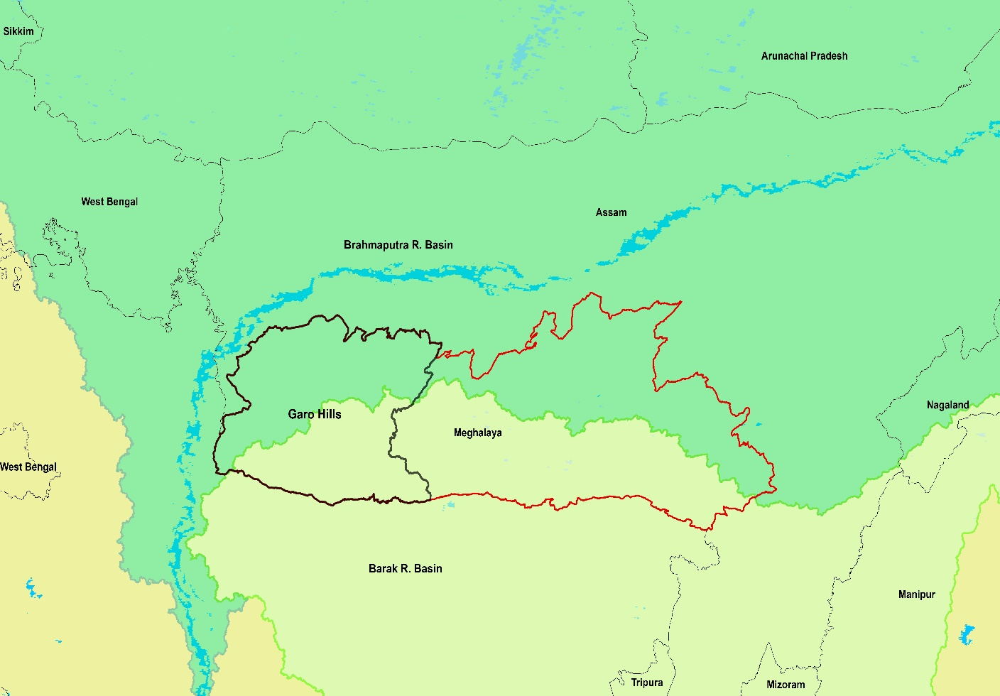 Sikkim
Arunachal Pradesh
West Bengal
Assam
Brahmaputra R. Basin
Nagaland
Garo Hills
Meghalaya
West Bengal
Barak R. Basin
Manipur
Tripura
Mizoram